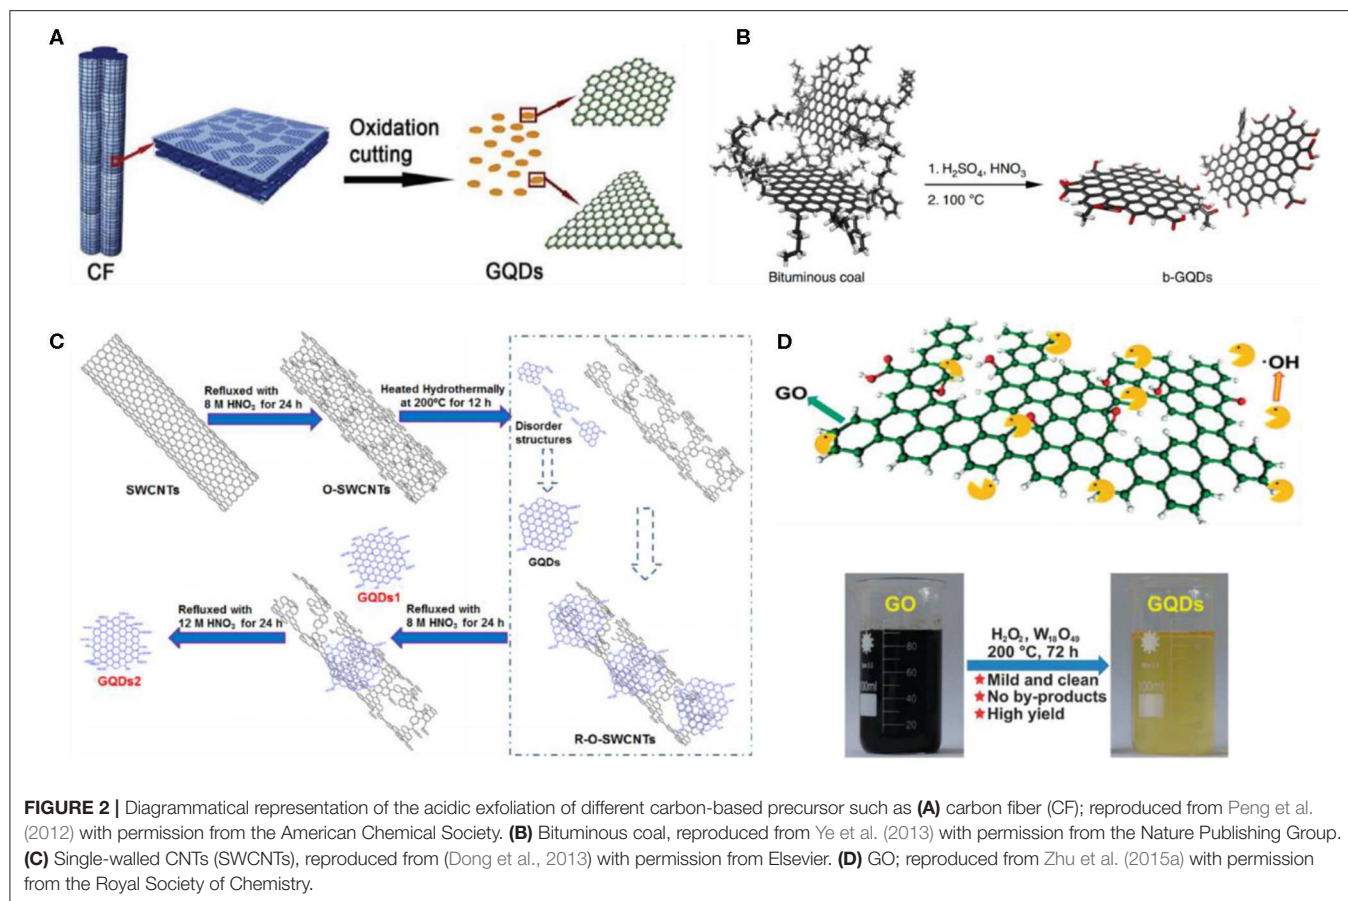 A
Oxidation
cutting
CF
GQDs
B
1. H₂SO₄, HNO₃
2. 100 °C
Bituminous coal
b-GQDs
C
Refluxed with
8 M HNO₃ for 24 h
Heated Hydrothermally
at 200ºC for 12 h
SWCNTs
O-SWCNTs
Disorder
structures
GQDs
R-O-SWCNTs
Refluxed with
8 M HNO₃ for 24 h
GQDs1
Refluxed with
12 M HNO₃ for 24 h
GQDs2
D
GO
·OH
GO
80
60
40
20
H₂O₂, W₁₈O₄₉
200 °C, 72 h
★Mild and clean
★No by-products
★High yield
GQDs
100ml
FIGURE 2 | Diagrammatical representation of the acidic exfoliation of different carbon-based precursor such as (A) carbon fiber (CF); reproduced from Peng et al.
(2012) with permission from the American Chemical Society. (B) Bituminous coal, reproduced from Ye et al. (2013) with permission from the Nature Publishing Group.
(C) Single-walled CNTs (SWCNTs), reproduced from (Dong et al., 2013) with permission from Elsevier. (D) GO; reproduced from Zhu et al. (2015a) with permission
from the Royal Society of Chemistry.